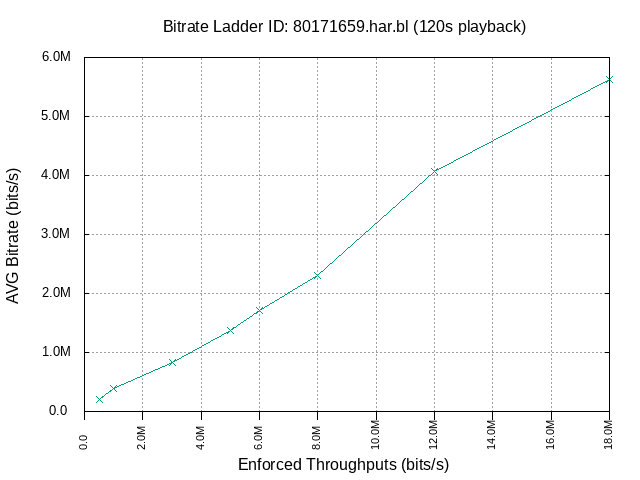 Bitrate Ladder ID: 80171659.har.bl (120s playback)
6.0M
5.0M
4.0M
3.0M
2.0M
1.0M
0.0
AVG Bitrate (bits/s)
0.0
2.0M
4.0M
6.0M
8.0M
10.0M
12.0M
14.0M
16.0M
18.0M
Enforced Throughputs (bits/s)